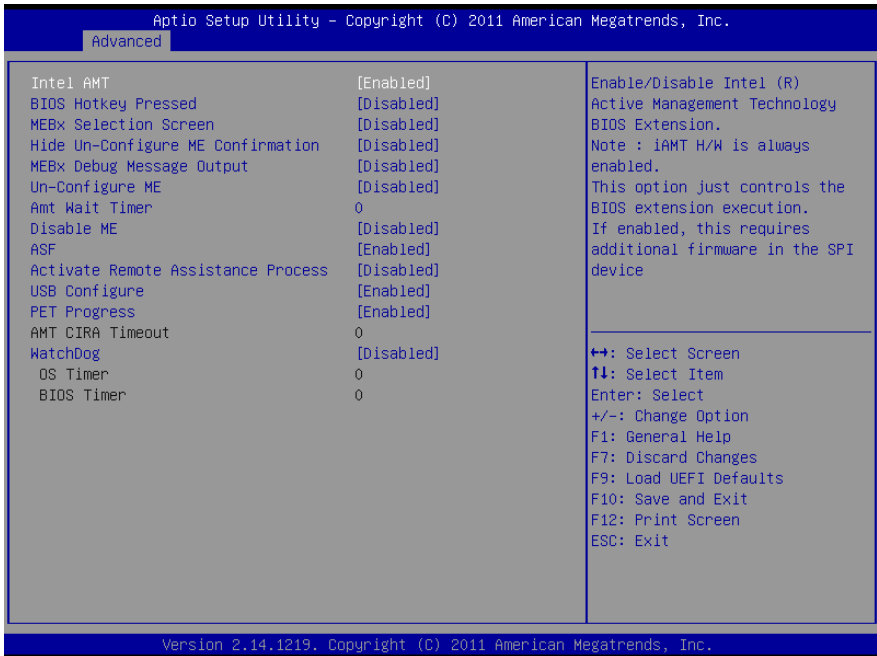 Aptio Setup Utility – Copyright (C) 2011 American Megatrends, Inc.
Advanced
Intel AMT [Enabled]
BIOS Hotkey Pressed [Disabled]
MEBx Selection Screen [Disabled]
Hide Un-Configure ME Confirmation [Disabled]
MEBx Debug Message Output [Disabled]
Un-Configure ME [Disabled]
Amt Wait Timer 0
Disable ME [Disabled]
ASF [Enabled]
Activate Remote Assistance Process [Disabled]
USB Configure [Enabled]
PET Progress [Enabled]
AMT CIRA Timeout 0
WatchDog [Disabled]
OS Timer 0
BIOS Timer 0
Enable/Disable Intel (R)
Active Management Technology
BIOS Extension.
Note : iAMT H/W is always
enabled.
This option just controls the
BIOS extension execution.
If enabled, this requires
additional firmware in the SPI
device
↔: Select Screen
↑↓: Select Item
Enter: Select
+/-: Change Option
F1: General Help
F7: Discard Changes
F9: Load UEFI Defaults
F10: Save and Exit
F12: Print Screen
ESC: Exit
Version 2.14.1219. Copyright (C) 2011 American Megatrends, Inc.